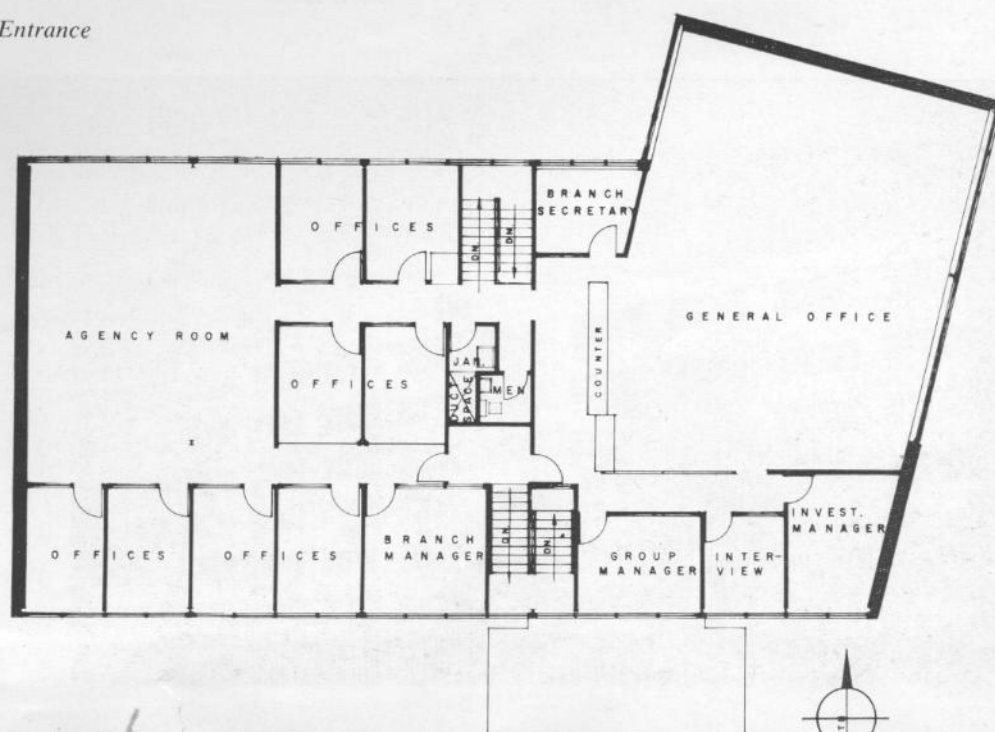 Entrance
BRANCH
SECRETARY
OFFICES
DN.
DN.
AGENCY ROOM
GENERAL OFFICE
COUNTER
JAN.
OFFICES
MEN
DUCT
SPACE
INVEST.
MANAGER
DN.
DN.
BRANCH
MANAGER
OFFICES
OFFICES
GROUP
MANAGER
INTER-
VIEW